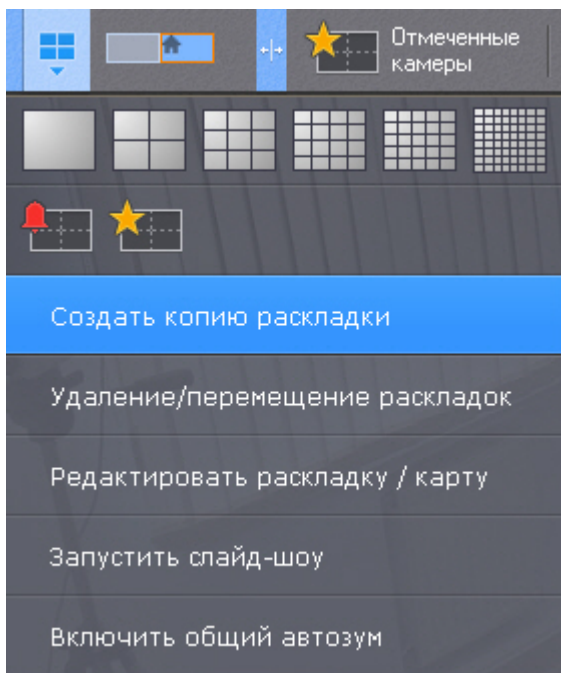 Отмеченные
камеры
Создать копию раскладки
Удаление/перемещение раскладок
Редактировать раскладку / карту
Запустить слайд-шоу
Включить общий автозум